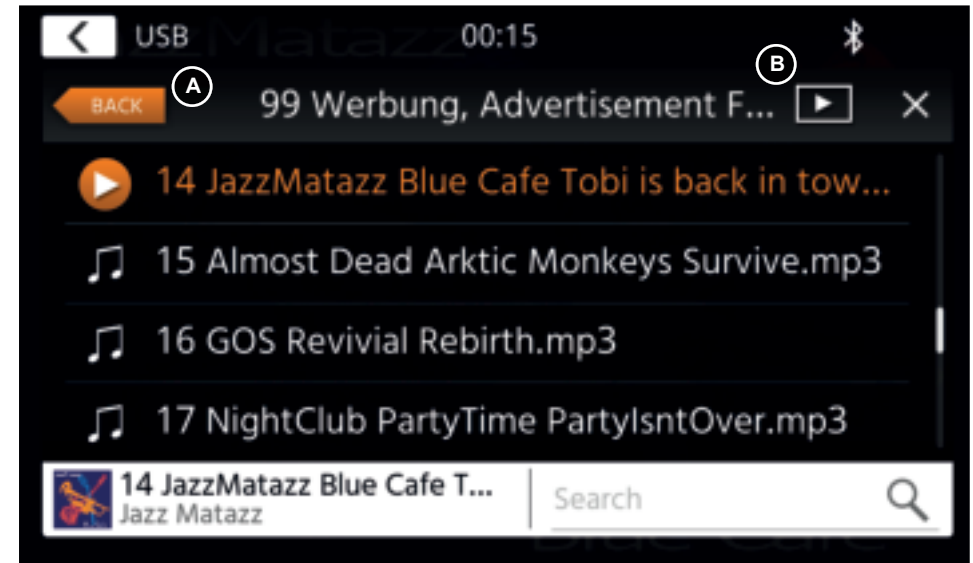 USB 00:15
A B
BACK 99 Werbung, Advertisement F...
14 JazzMatazz Blue Cafe Tobi is back in tow...
15 Almost Dead Arktic Monkeys Survive.mp3
16 GOS Revivial Rebirth.mp3
17 NightClub PartyTime PartyIsntOver.mp3
14 JazzMatazz Blue Cafe T...
Jazz Matazz
Search